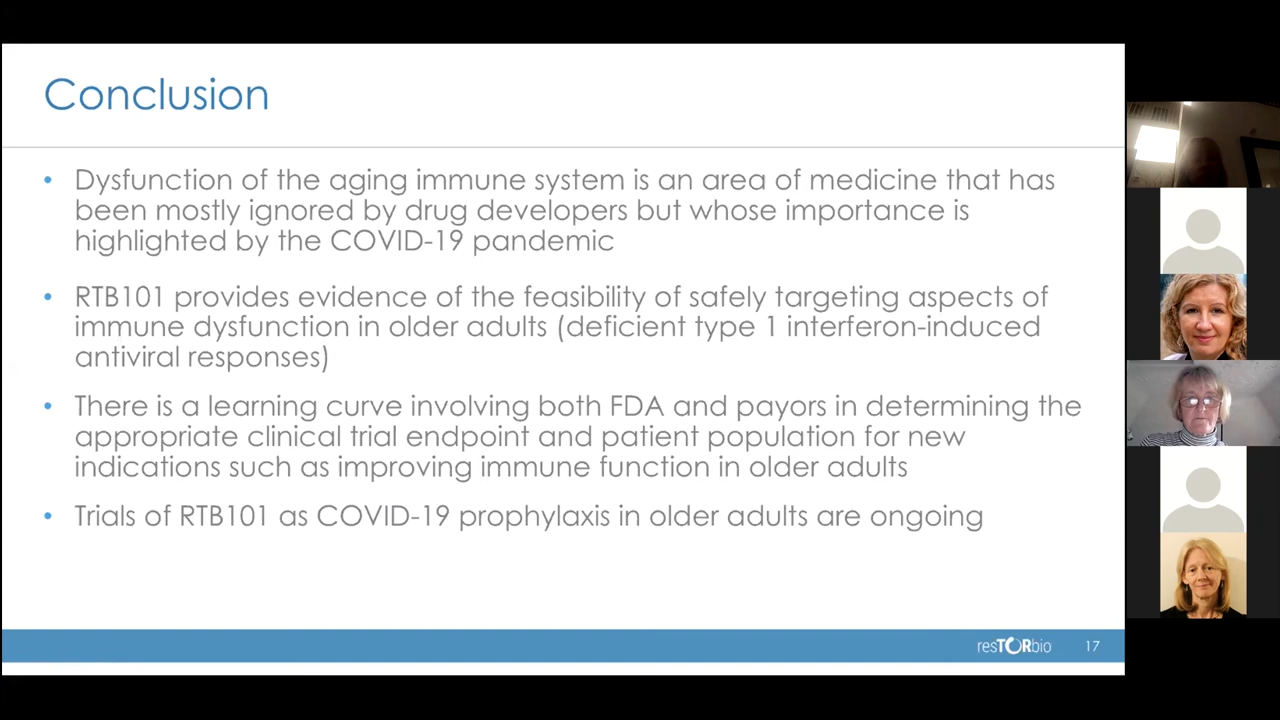 Conclusion
• Dysfunction of the aging immune system is an area of medicine that has
been mostly ignored by drug developers but whose importance is
highlighted by the COVID-19 pandemic
• RTB101 provides evidence of the feasibility of safely targeting aspects of
immune dysfunction in older adults (deficient type 1 interferon-induced
antiviral responses)
• There is a learning curve involving both FDA and payors in determining the
appropriate clinical trial endpoint and patient population for new
indications such as improving immune function in older adults
• Trials of RTB101 as COVID-19 prophylaxis in older adults are ongoing
resTORbio 17